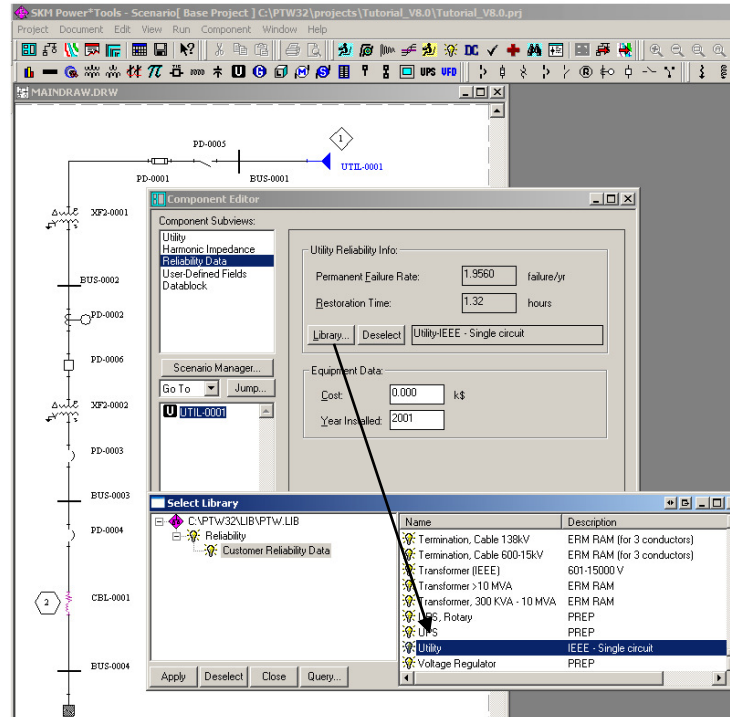 SKM Power*Tools - Scenario[ Base Project ] C:\PTW32\projects\Tutorial_V8.0\Tutorial_V8.0.prj
Project Document Edit View Run Component Window Help
DC
UPS VFD
MAINDRAW.DRW
1
PD-0005
UTIL-0001
PD-0001 BUS-0001
XF2-0001
BUS-0002
PD-0002
PD-0006
XF2-0002
PD-0003
BUS-0003
PD-0004
2
CBL-0001
BUS-0004
Component Editor
Component Subviews:
Utility
Harmonic Impedance
Reliability Data
User-Defined Fields
Datablock
Scenario Manager...
Go To Jump...
U UTIL-0001
Utility Reliability Info:
Permanent Failure Rate: 1.9560 failure/yr
Restoration Time: 1.32 hours
Library... Deselect Utility-IEEE - Single circuit
Equipment Data:
Cost: 0.000 k$
Year Installed: 2001
Select Library
C:\PTW32\LIB\PTW.LIB
Reliability
Customer Reliability Data
Name Description
Termination, Cable 138kV ERM RAM (for 3 conductors)
Termination, Cable 600-15kV ERM RAM (for 3 conductors)
Transformer (IEEE) 601-15000 V
Transformer >10 MVA ERM RAM
Transformer, 300 KVA - 10 MVA ERM RAM
UPS, Rotary PREP
UPS PREP
Utility IEEE - Single circuit
Voltage Regulator PREP
Apply Deselect Close Query...